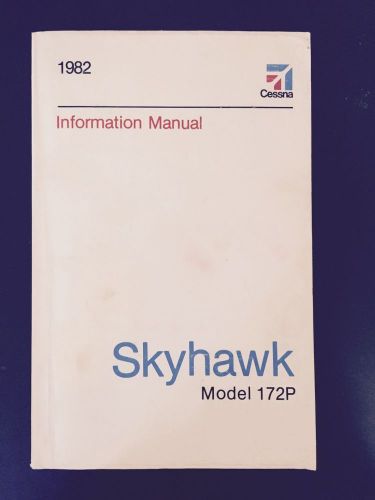 1982
Cessna
Information Manual
Skyhawk
Model 172P